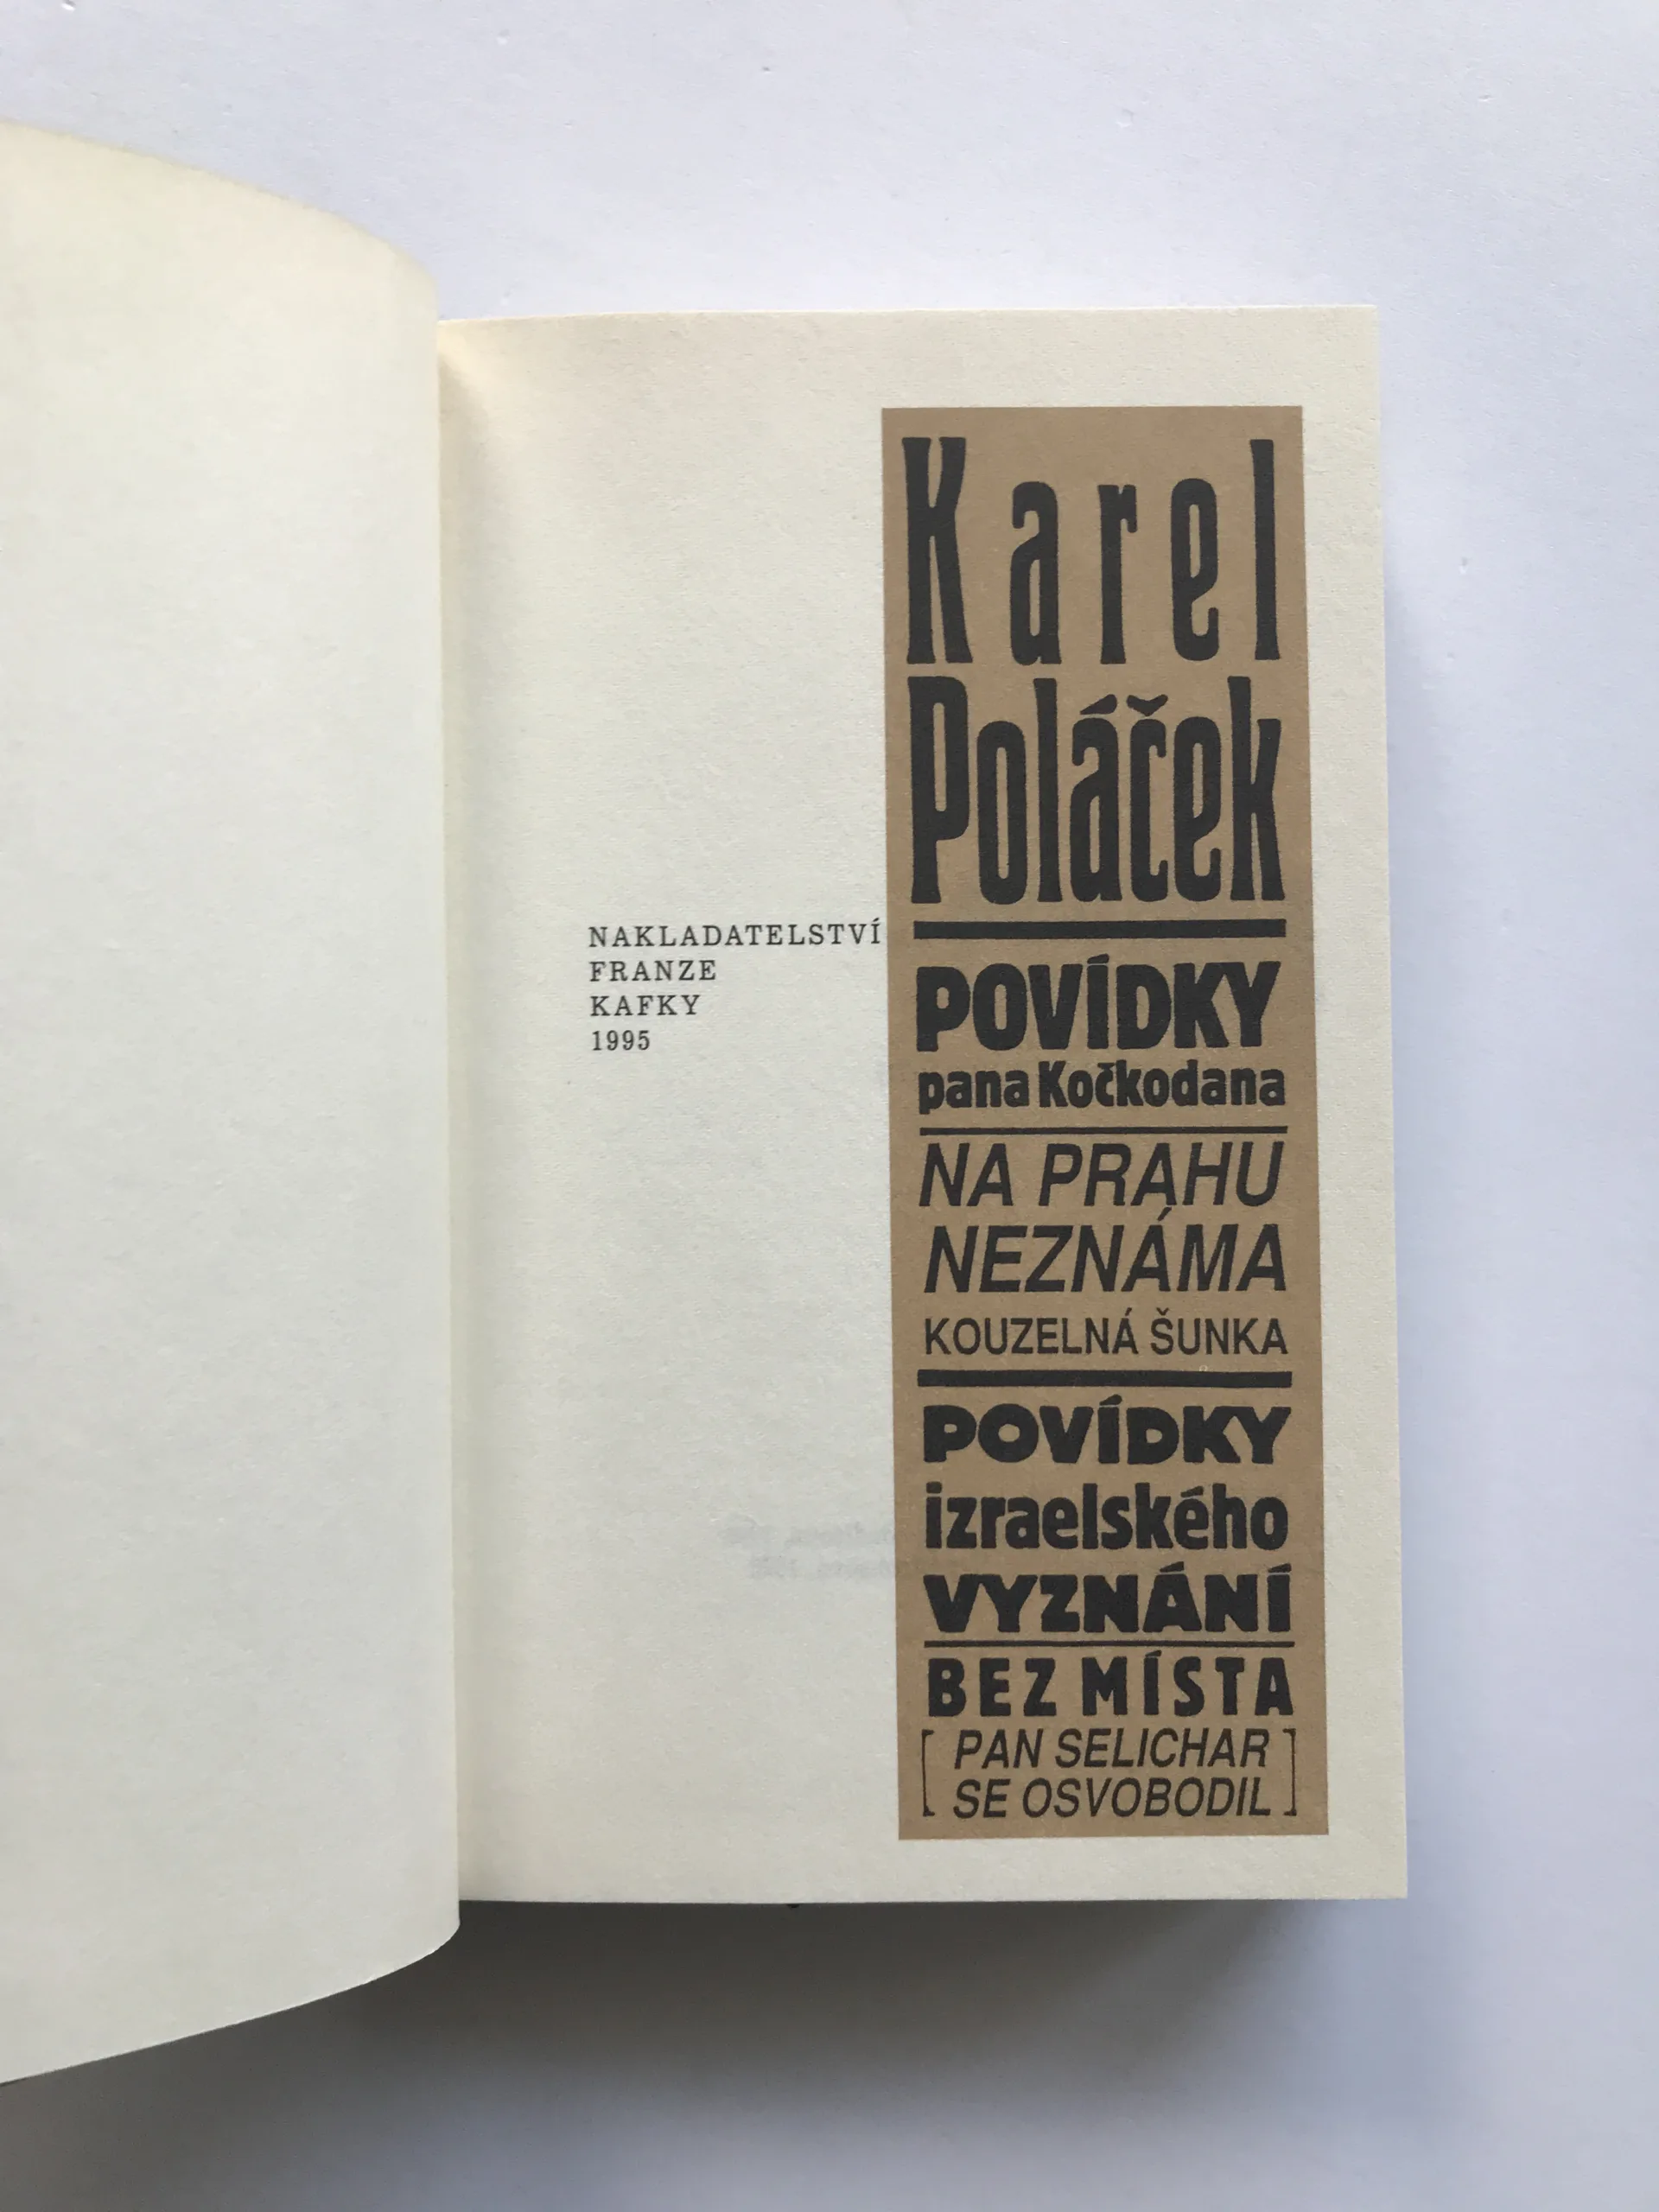 NAKLADATELSTVÍ
FRANZE
KAFKY
1995
Karel
Poláček
POVÍDKY
pana Kočkodana
NA PRAHU
NEZNÁMA
KOUZELNÁ ŠUNKA
POVÍDKY
izraelského
VYZNÁNÍ
BEZ MÍSTA
[ PAN SELICHAR
SE OSVOBODIL ]